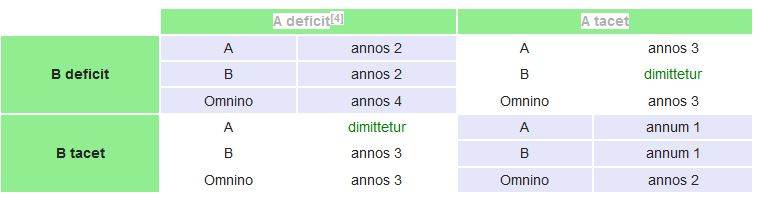 A deficit[4] A tacet
A annos 2 A annos 3
B deficit B annos 2 B dimittetur
Omnino annos 4 Omnino annos 3
A dimittetur A annum 1
B tacet B annos 3 B annum 1
Omnino annos 3 Omnino annos 2